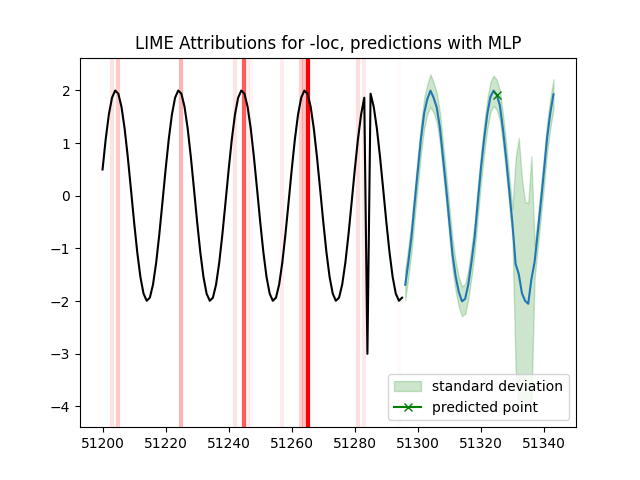 LIME Attributions for -loc, predictions with MLP
2
1
0
−1
−2
−3
−4
standard deviation
predicted point
51200 51220 51240 51260 51280 51300 51320 51340